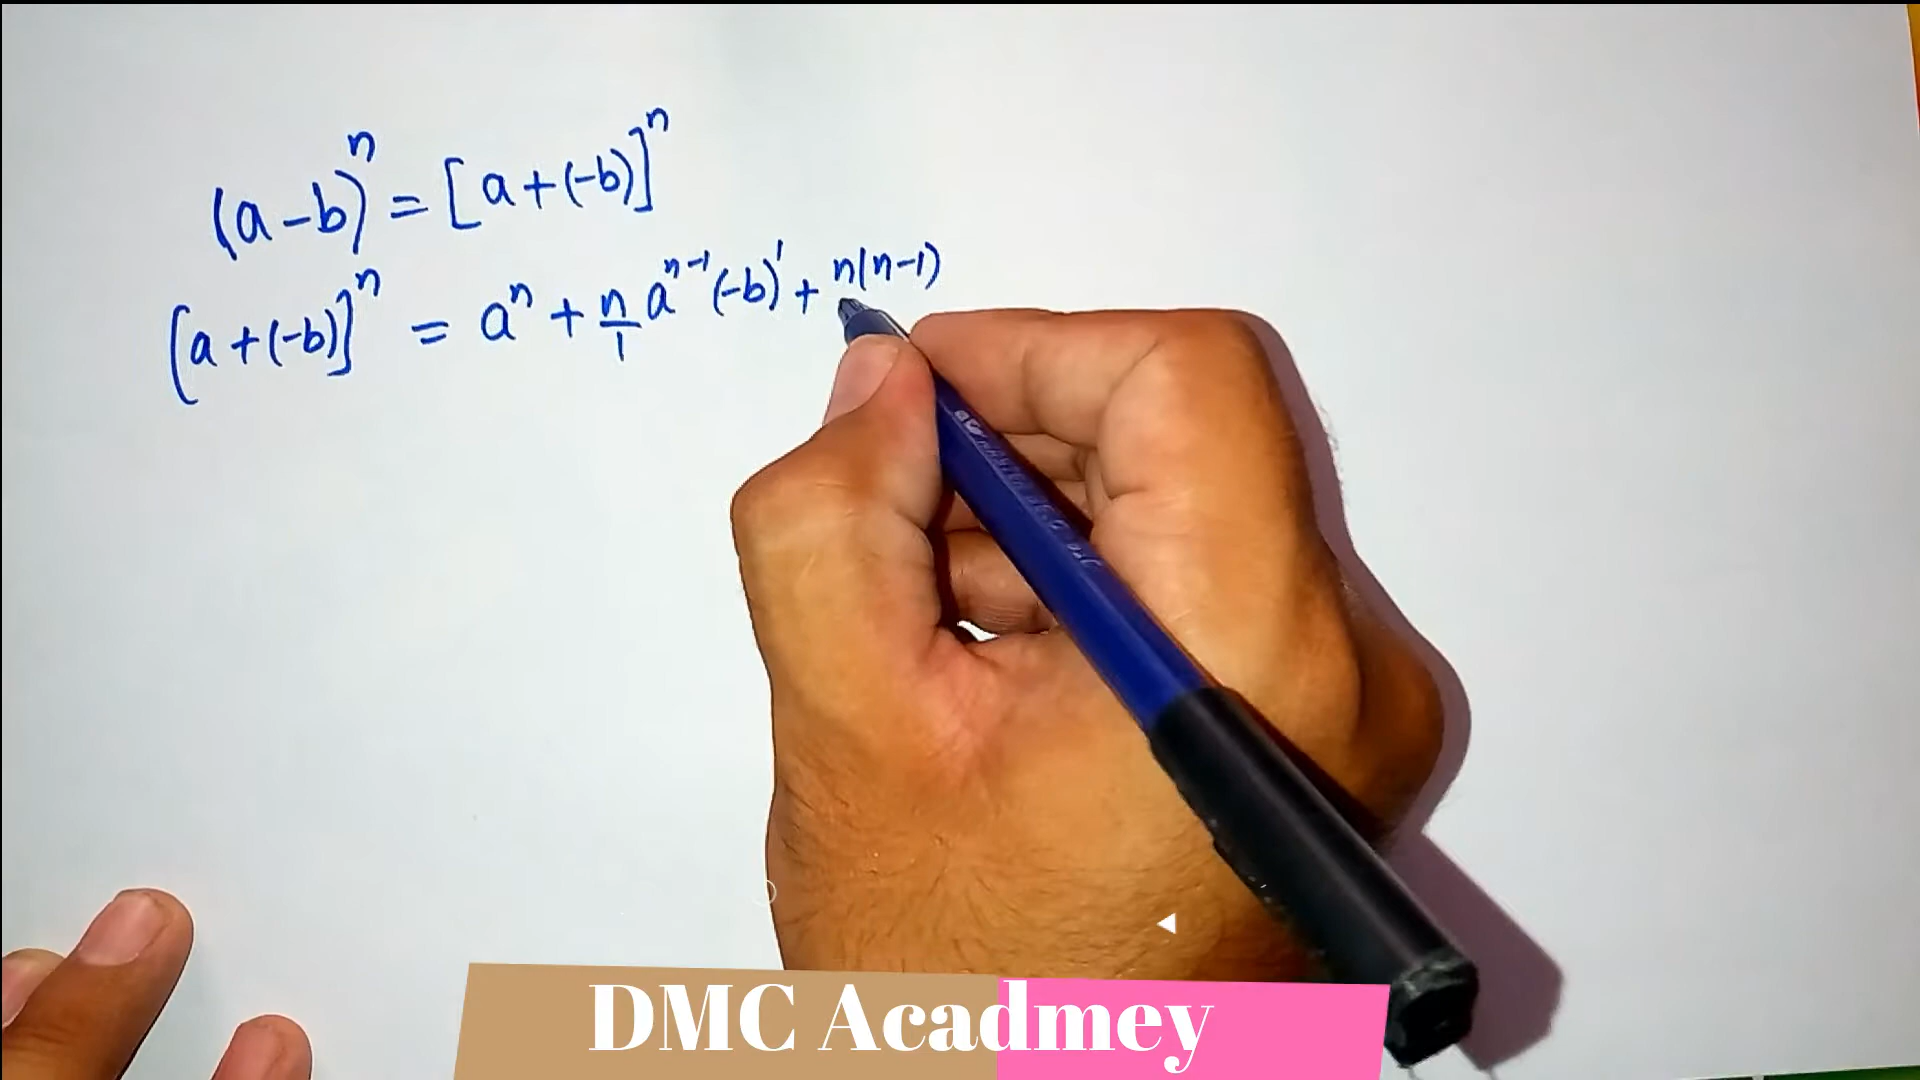 (a-b)^n = [a+(-b)]^n
[a+(-b)]^n = a^n + n/1 a^(n-1) (-b)^1 + n(n-1)
DMC Acadmey